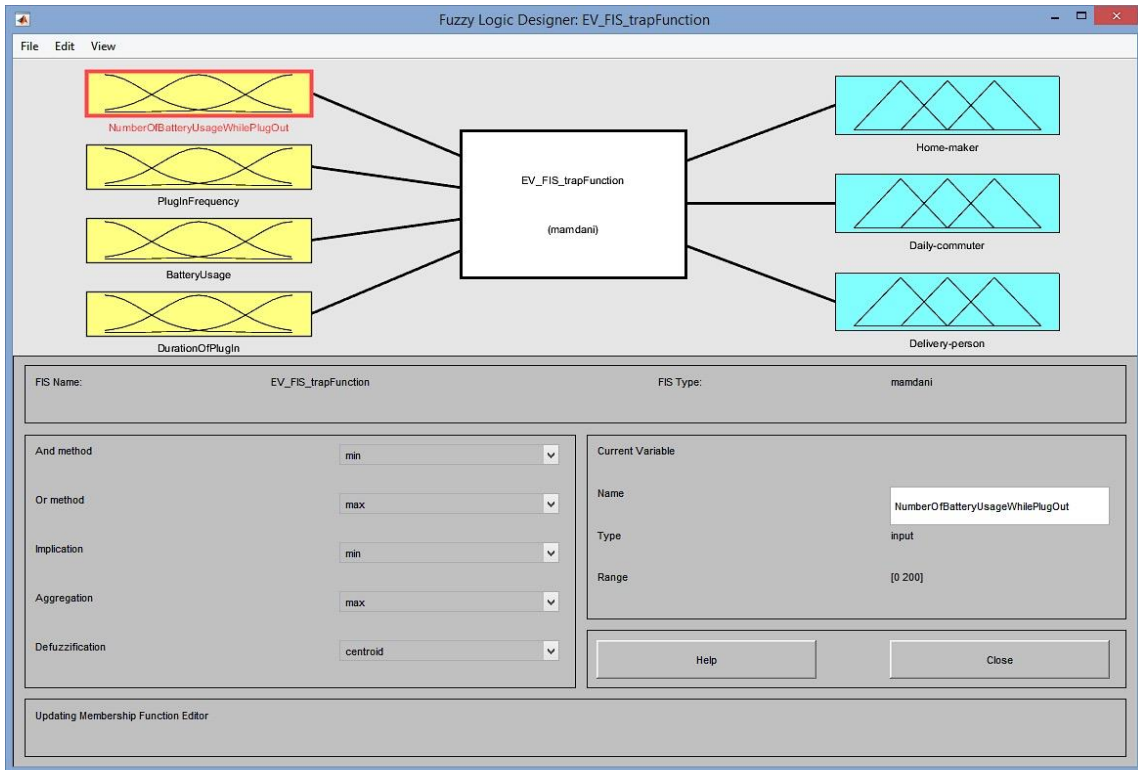 Fuzzy Logic Designer: EV_FIS_trapFunction
File Edit View
NumberOfBatteryUsageWhilePlugOut
PlugInFrequency
BatteryUsage
DurationOfPlugIn
EV_FIS_trapFunction
(mamdani)
Home-maker
Daily-commuter
Delivery-person
FIS Name: EV_FIS_trapFunction FIS Type: mamdani
And method min
Or method max
Implication min
Aggregation max
Defuzzification centroid
Current Variable
Name NumberOfBatteryUsageWhilePlugOut
Type input
Range [0 200]
Help Close
Updating Membership Function Editor